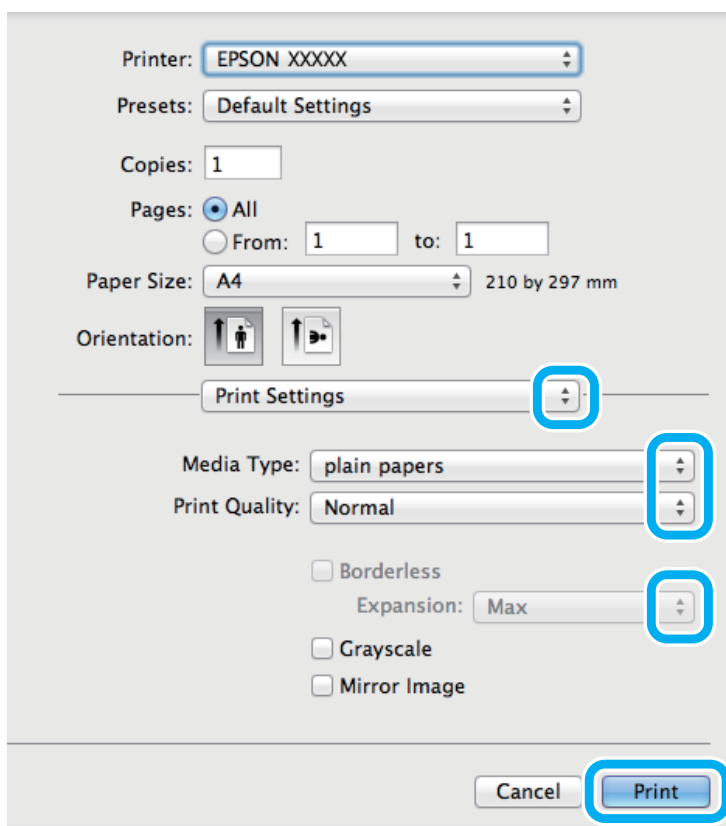 Printer: EPSON XXXXX
Presets: Default Settings
Copies: 1
Pages: All
From: 1 to: 1
Paper Size: A4 210 by 297 mm
Orientation:
Print Settings
Media Type: plain papers
Print Quality: Normal
Borderless
Expansion: Max
Grayscale
Mirror Image
Cancel Print